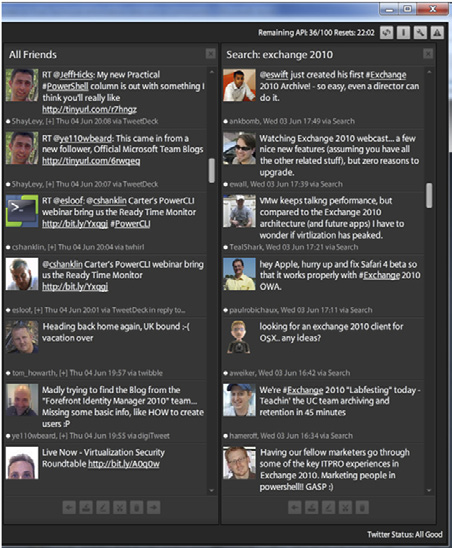 Remaining API: 36/100 Resets: 22:02
All Friends
RT @JeffHicks: My new Practical
#PowerShell column is out with something I
think you'll really like
http://tinyurl.com/r7hngz
ShayLevy, [+] Thu 04 Jun 20:08 via TweetDeck
RT @ye110wbeard: This came in from a
new follower, Official Microsoft Team Blogs
http://tinyurl.com/6rwqeq
ShayLevy, [+] Thu 04 Jun 20:07 via TweetDeck
RT @esloof: @cshanklin Carter's PowerCLI
webinar bring us the Ready Time Monitor
http://bit.ly/Yxqgj #PowerCLI
cshanklin, [+] Thu 04 Jun 20:04 via twhirl
@cshanklin Carter's PowerCLI webinar bring
us the Ready Time Monitor
http://bit.ly/Yxqgj
esloof, [+] Thu 04 Jun 20:01 via TweetDeck in reply to...
Heading back home again, UK bound :-(
vacation over
tom_howarth, [+] Thu 04 Jun 19:57 via twibble
Madly trying to find the Blog from the
"Forefront Identity Manager 2010" team...
Missing some basic info, like HOW to create
users :P
ye110wbeard, [+] Thu 04 Jun 19:55 via digiTweet
Live Now - Virtualization Security
Roundtable http://bit.ly/A0q0w
Search: exchange 2010
@eswift just created his first #Exchange
2010 Archive! - so easy, even a director can
do it.
ankbomb, Wed 03 Jun 17:49 via Search
Watching Exchange 2010 webcast... a few
nice new features (assuming you have all
the other related stuff), but zero reasons to
upgrade.
ewall, Wed 03 Jun 17:39 via Search
VMw keeps talking performance, but
compared to the Exchange 2010
architecture (and future apps) I have to
wonder if virtlization has peaked.
TealShark, Wed 03 Jun 17:21 via Search
hey Apple, hurry up and fix Safari 4 beta so
that it works properly with #Exchange 2010
OWA.
paulrobichaux, Wed 03 Jun 17:11 via Search
looking for an exchange 2010 client for
OSX.. any ideas?
aweiker, Wed 03 Jun 16:42 via Search
We're #Exchange 2010 "Labfesting" today -
Teachin' the UC team archiving and
retention in 45 minutes
hameroff, Wed 03 Jun 16:34 via Search
Having our fellow marketers go through
some of the key ITPRO experiences in
Exchange 2010. Marketing people in
powershell!! GASP :)
Twitter Status: All Good